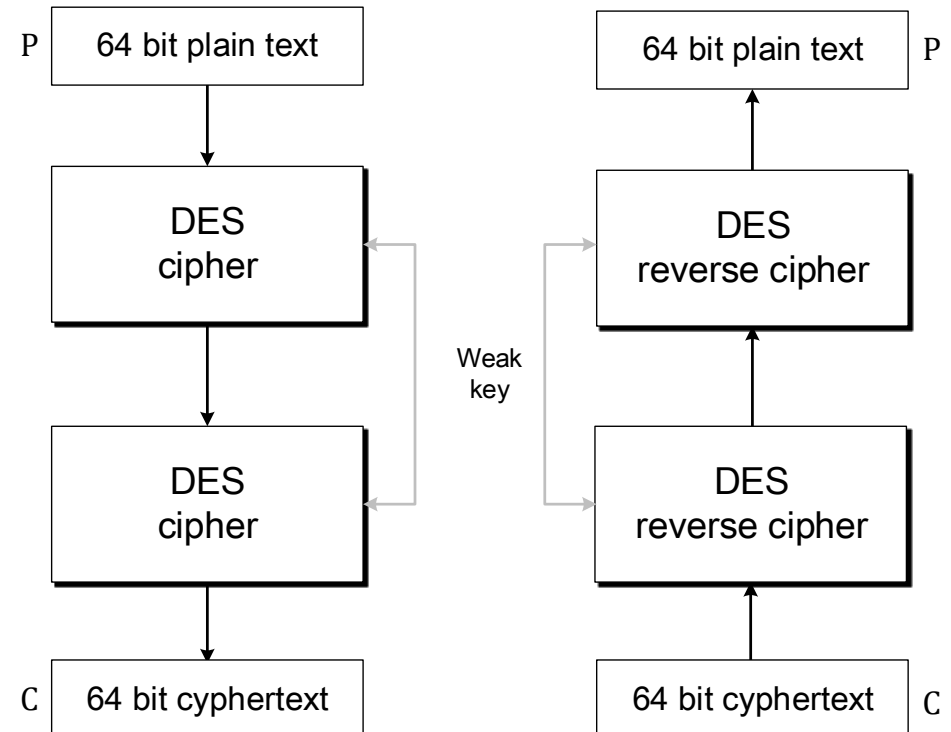 P
64 bit plain text
DES
cipher
DES
cipher
C
64 bit cyphertext
Weak
key
64 bit plain text
P
DES
reverse cipher
DES
reverse cipher
64 bit cyphertext
C